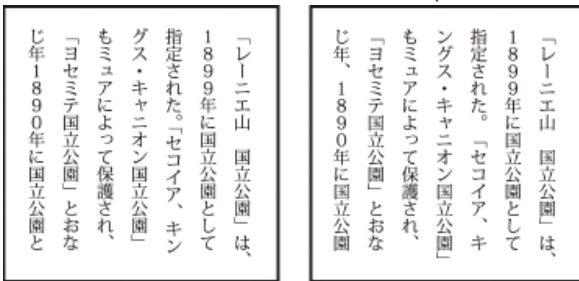 「レーニエ山　国立公園」は、
１８９９年に国立公園として
指定された。「セコイア、キン
グス・キャニオン国立公園」
もミュアによって保護され、
「ヨセミテ国立公園」とおな
じ年１８９０年に国立公園と
「レーニエ山　国立公園」は、
１８９９年に国立公園として
指定された。　「セコイア、キ
ングス・キャニオン国立公園」
もミュアによって保護され、
「ヨセミテ国立公園」とおな
じ年、１８９０年に国立公園